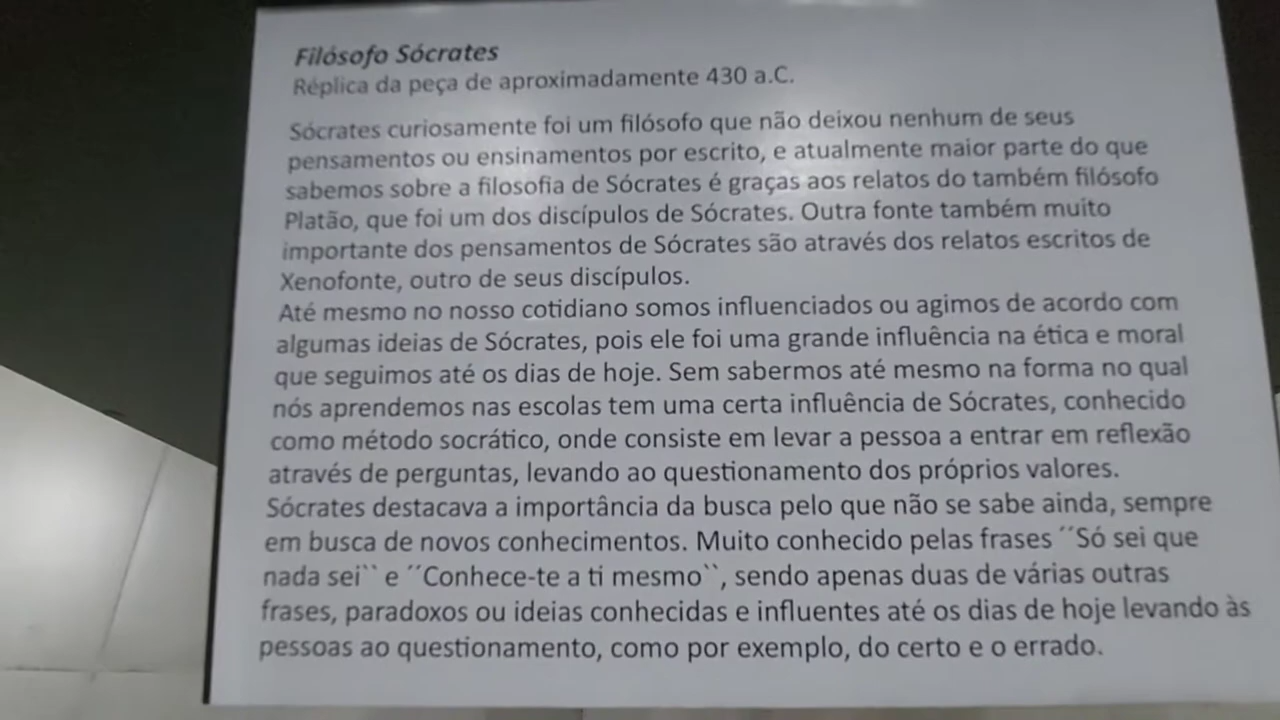 Filósofo Sócrates
Réplica da peça de aproximadamente 430 a.C.
Sócrates curiosamente foi um filósofo que não deixou nenhum de seus
pensamentos ou ensinamentos por escrito, e atualmente maior parte do que
sabemos sobre a filosofia de Sócrates é graças aos relatos do também filósofo
Platão, que foi um dos discípulos de Sócrates. Outra fonte também muito
importante dos pensamentos de Sócrates são através dos relatos escritos de
Xenofonte, outro de seus discípulos.
Até mesmo no nosso cotidiano somos influenciados ou agimos de acordo com
algumas ideias de Sócrates, pois ele foi uma grande influência na ética e moral
que seguimos até os dias de hoje. Sem sabermos até mesmo na forma no qual
nós aprendemos nas escolas tem uma certa influência de Sócrates, conhecido
como método socrático, onde consiste em levar a pessoa a entrar em reflexão
através de perguntas, levando ao questionamento dos próprios valores.
Sócrates destacava a importância da busca pelo que não se sabe ainda, sempre
em busca de novos conhecimentos. Muito conhecido pelas frases ´´Só sei que
nada sei`` e ´´Conhece-te a ti mesmo``, sendo apenas duas de várias outras
frases, paradoxos ou ideias conhecidas e influentes até os dias de hoje levando às
pessoas ao questionamento, como por exemplo, do certo e o errado.